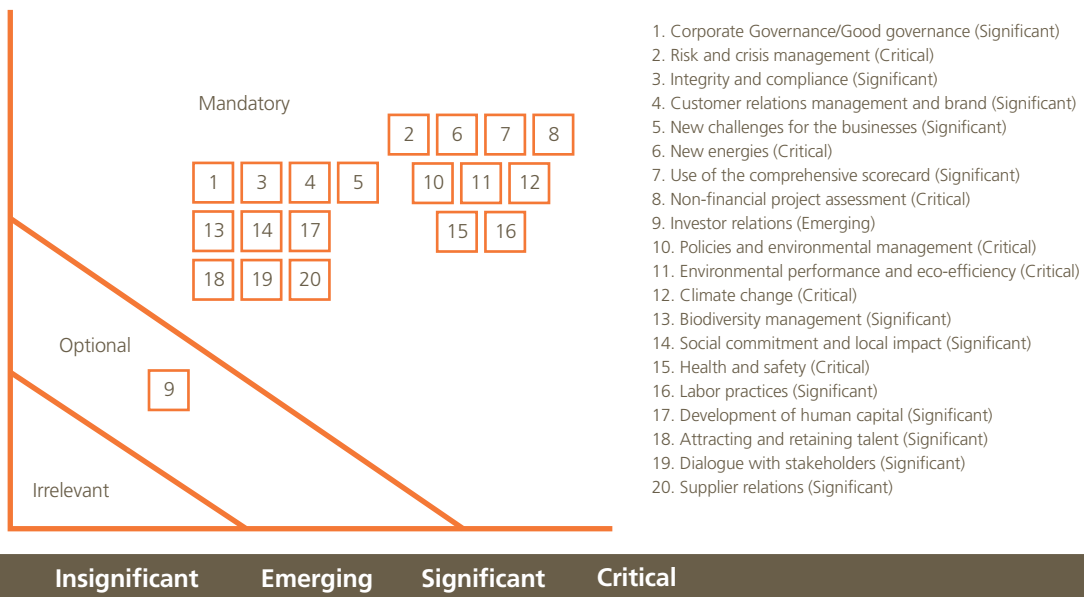 Mandatory
2 6 7 8
1 3 4 5 10 11 12
13 14 17 15 16
18 19 20
Optional
9
Irrelevant
1. Corporate Governance/Good governance (Significant)
2. Risk and crisis management (Critical)
3. Integrity and compliance (Significant)
4. Customer relations management and brand (Significant)
5. New challenges for the businesses (Significant)
6. New energies (Critical)
7. Use of the comprehensive scorecard (Significant)
8. Non-financial project assessment (Critical)
9. Investor relations (Emerging)
10. Policies and environmental management (Critical)
11. Environmental performance and eco-efficiency (Critical)
12. Climate change (Critical)
13. Biodiversity management (Significant)
14. Social commitment and local impact (Significant)
15. Health and safety (Critical)
16. Labor practices (Significant)
17. Development of human capital (Significant)
18. Attracting and retaining talent (Significant)
19. Dialogue with stakeholders (Significant)
20. Supplier relations (Significant)
Insignificant Emerging Significant Critical